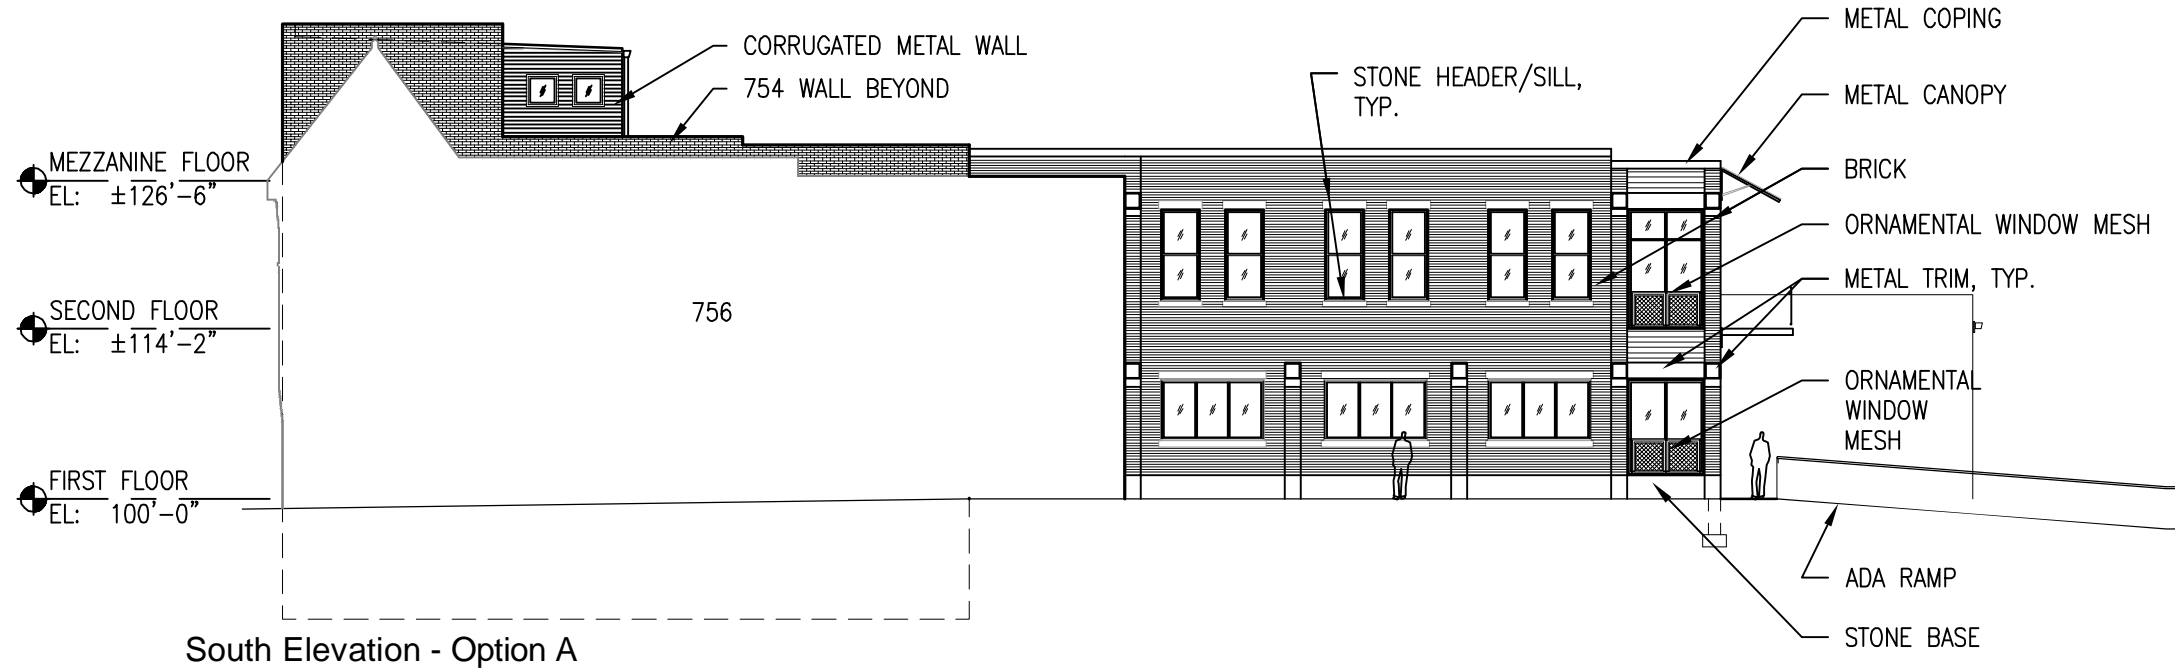 CORRUGATED METAL WALL
754 WALL BEYOND
STONE HEADER/SILL,
TYP.
METAL COPING
METAL CANOPY
BRICK
ORNAMENTAL WINDOW MESH
METAL TRIM, TYP.
ORNAMENTAL
WINDOW
MESH
ADA RAMP
STONE BASE
MEZZANINE FLOOR
EL: ±126'-6"
SECOND FLOOR
EL: ±114'-2"
FIRST FLOOR
EL: 100'-0"
756
South Elevation - Option A